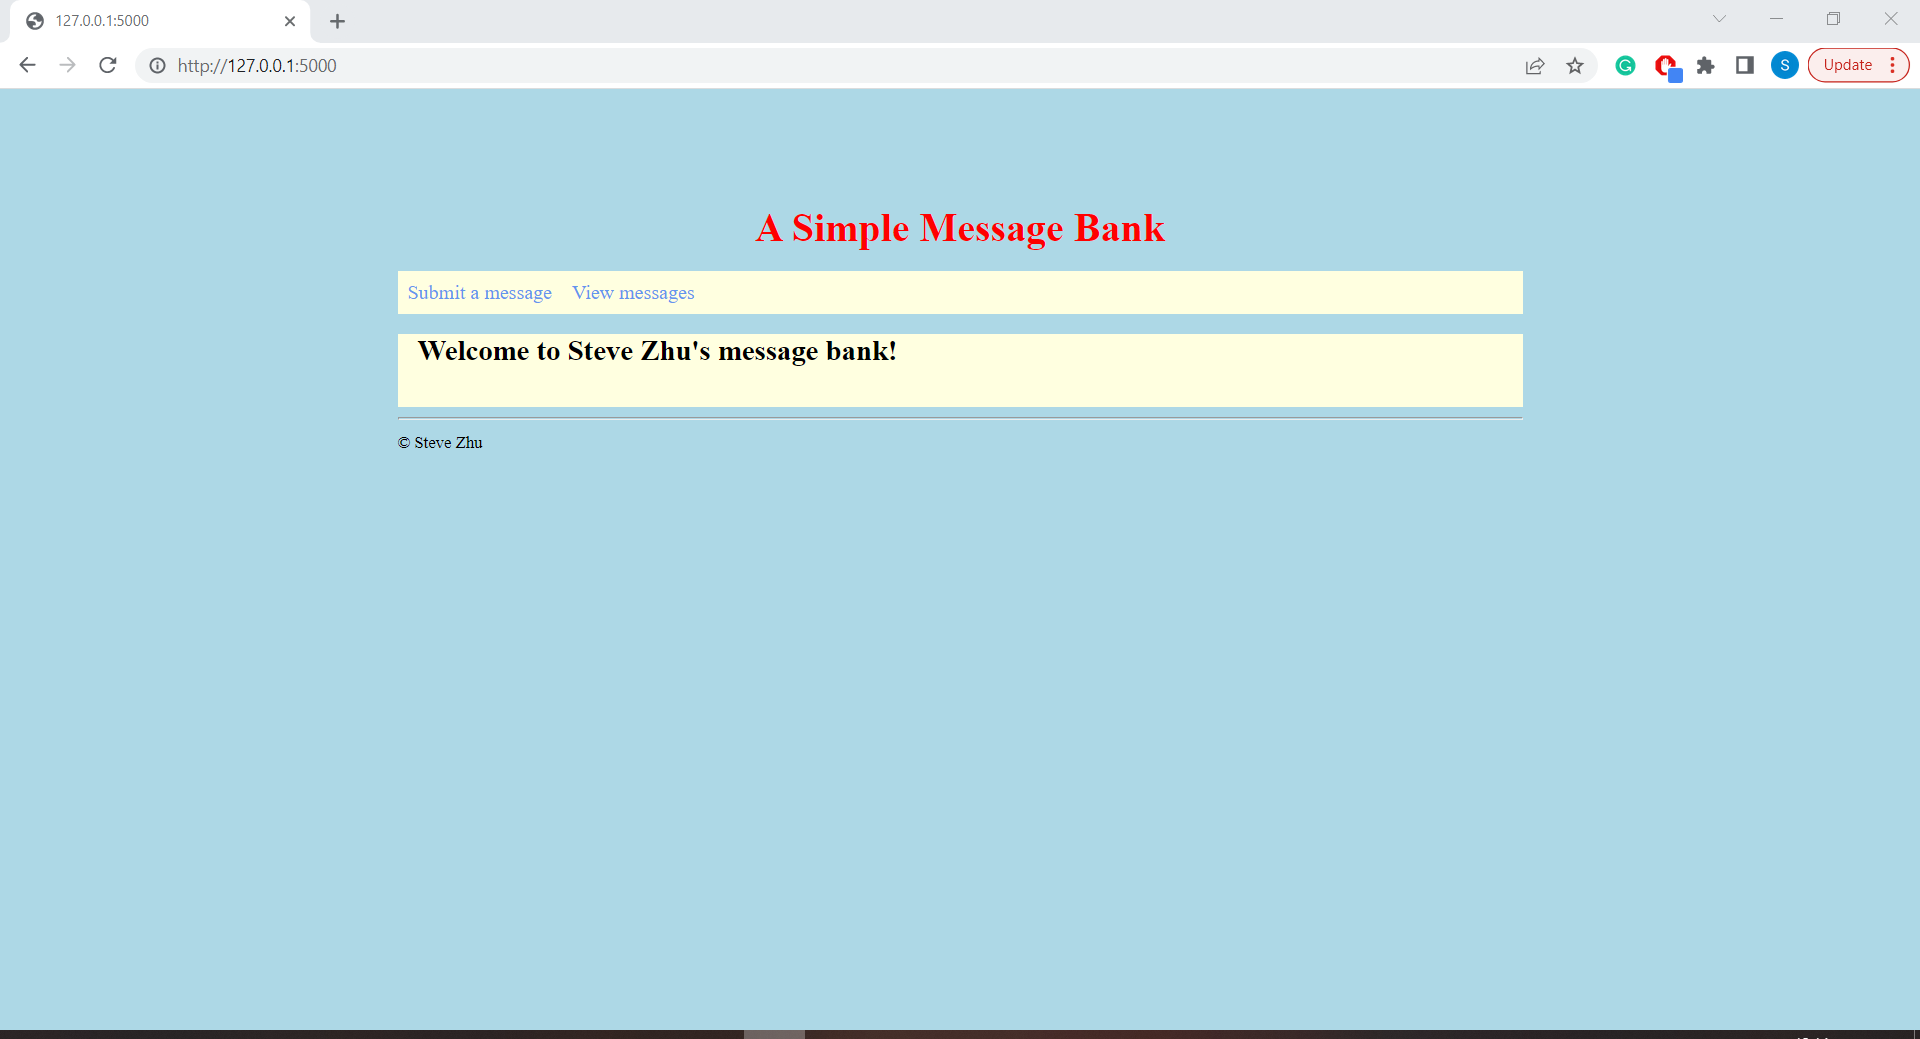 127.0.0.1:5000
http://127.0.0.1:5000
S
Update
A Simple Message Bank
Submit a message View messages
Welcome to Steve Zhu's message bank!
© Steve Zhu